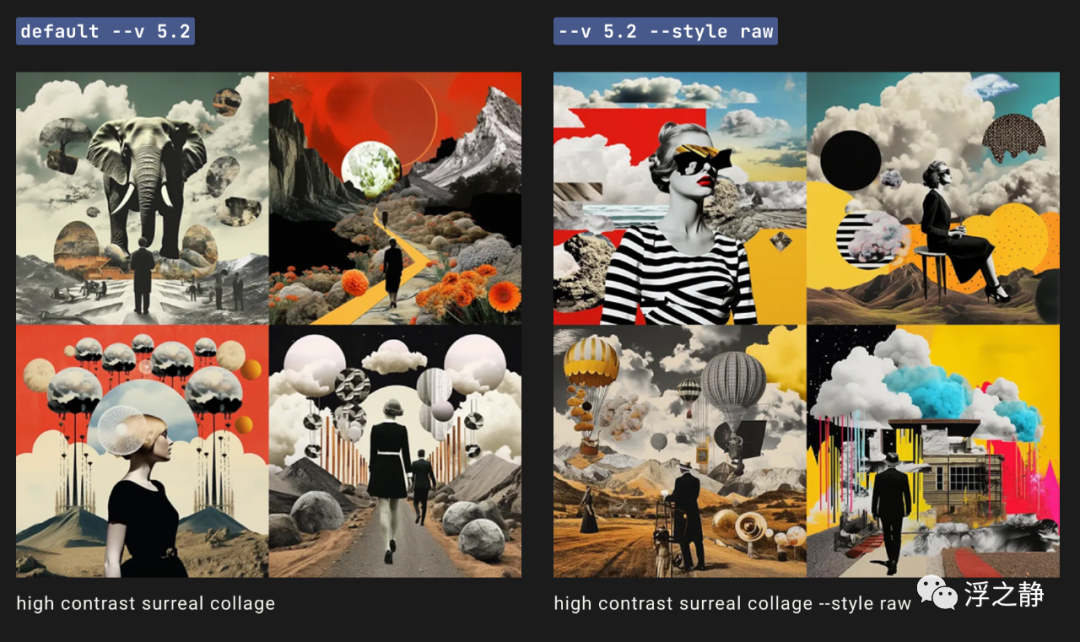 default --v 5.2
--v 5.2 --style raw
high contrast surreal collage
high contrast surreal collage --style raw
浮之静